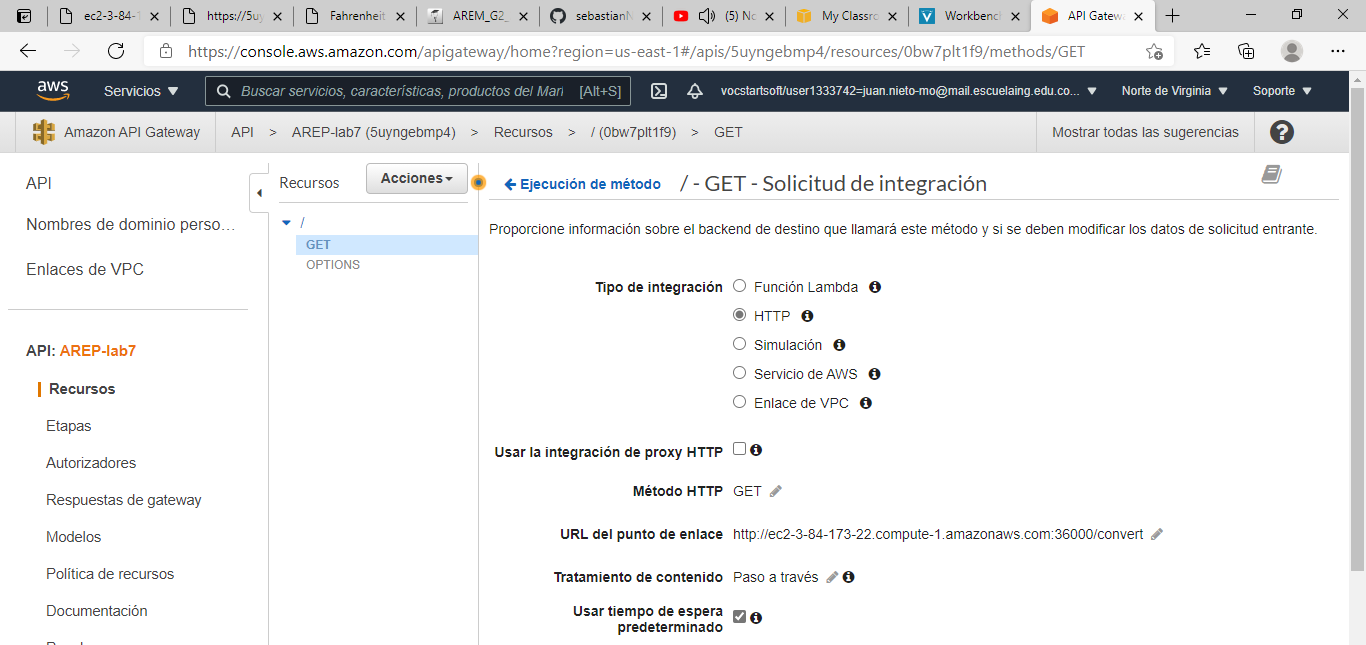 ec2-3-84-
https://5uy
Fahrenheit
AREM_G2_
sebastianN
(5) No
My Classro
Workbenc
API Gatewa
https://console.aws.amazon.com/apigateway/home?region=us-east-1#/apis/5uyngebmp4/resources/0bw7plt1f9/methods/GET
aws
Servicios
Buscar servicios, características, productos del Mar
[Alt+S]
vocstartsoft/user1333742=juan.nieto-mo@mail.escuelaing.edu.co...
Norte de Virginia
Soporte
Amazon API Gateway
API > AREP-lab7 (5uyngebmp4) > Recursos > / (0bw7plt1f9) > GET
Mostrar todas las sugerencias
API
Nombres de dominio perso...
Enlaces de VPC
API: AREP-lab7
Recursos
Etapas
Autorizadores
Respuestas de gateway
Modelos
Política de recursos
Documentación
Recursos
Acciones
/
GET
OPTIONS
Ejecución de método
/ - GET - Solicitud de integración
Proporcione información sobre el backend de destino que llamará este método y si se deben modificar los datos de solicitud entrante.
Tipo de integración
Función Lambda
HTTP
Simulación
Servicio de AWS
Enlace de VPC
Usar la integración de proxy HTTP
Método HTTP GET
URL del punto de enlace http://ec2-3-84-173-22.compute-1.amazonaws.com:36000/convert
Tratamiento de contenido Paso a través
Usar tiempo de espera
predeterminado